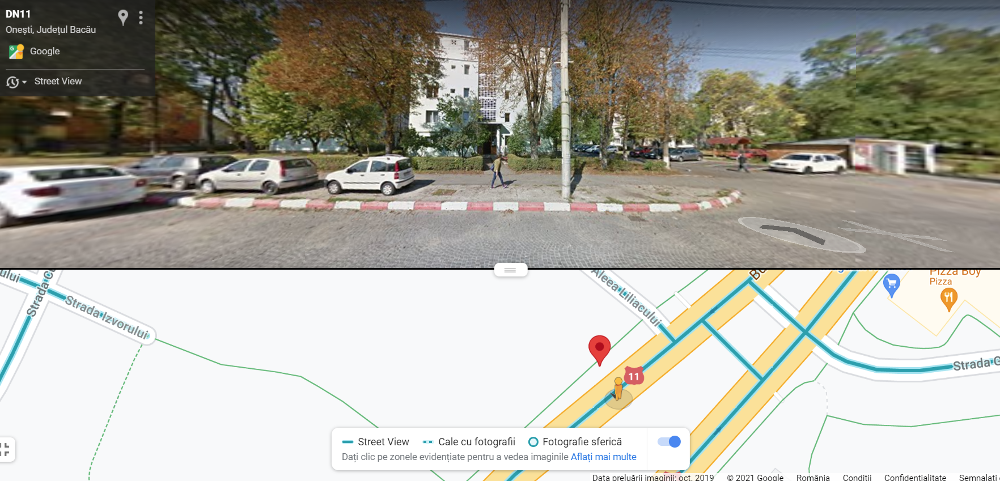 DN11
Onești, Județul Bacău
Google
Street View
ului
Strada
Strada Izvorului
Aleea Liliacului
11
Pizza Boy
Pizza
Strada
Street View
Cale cu fotografii
Fotografie sferică
Dați clic pe zonele evidențiate pentru a vedea imaginile Aflați mai multe
Data preluării imaginii: oct. 2019 © 2021 Google România Condiții Confidențialitate Semnalați